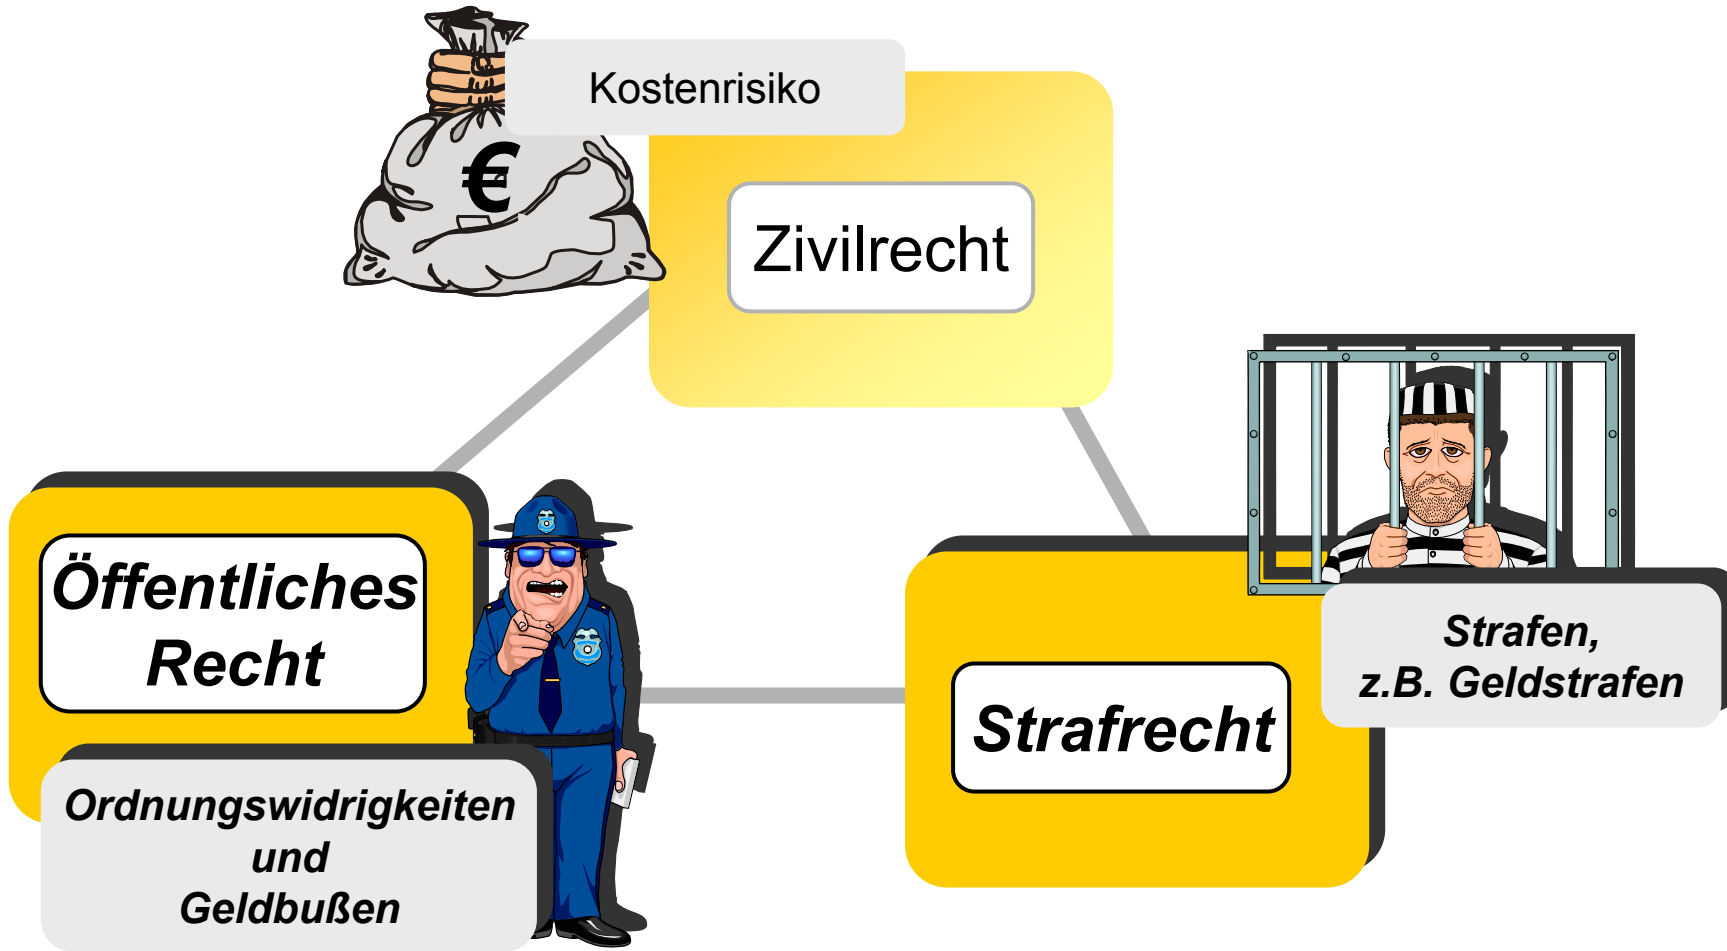 Kostenrisiko
€
Zivilrecht
Öffentliches
Recht
Ordnungswidrigkeiten
und
Geldbußen
Strafrecht
Strafen,
z.B. Geldstrafen